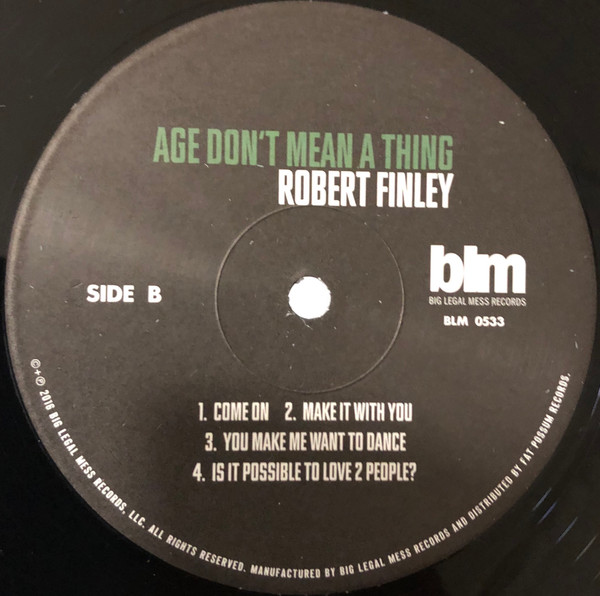 AGE DON'T MEAN A THING
ROBERT FINLEY
blm
BIG LEGAL MESS RECORDS
BLM 0533
SIDE B
1. COME ON 2. MAKE IT WITH YOU
3. YOU MAKE ME WANT TO DANCE
4. IS IT POSSIBLE TO LOVE 2 PEOPLE?
©+℗ 2016 BIG LEGAL MESS RECORDS, LLC. ALL RIGHTS RESERVED. MANUFACTURED BY BIG LEGAL MESS RECORDS AND DISTRIBUTED BY FAT POSSUM RECORDS.